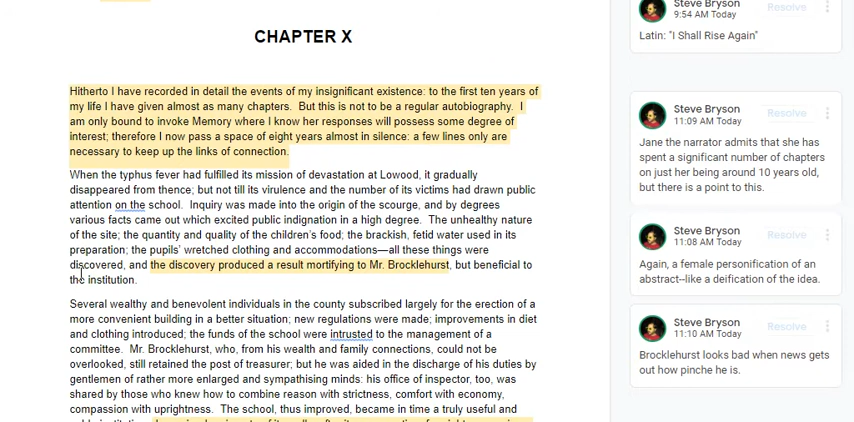 CHAPTER X
Hitherto I have recorded in detail the events of my insignificant existence: to the first ten years of
my life I have given almost as many chapters.  But this is not to be a regular autobiography.  I
am only bound to invoke Memory where I know her responses will possess some degree of
interest; therefore I now pass a space of eight years almost in silence: a few lines only are
necessary to keep up the links of connection.
When the typhus fever had fulfilled its mission of devastation at Lowood, it gradually
disappeared from thence; but not till its virulence and the number of its victims had drawn public
attention on the school.  Inquiry was made into the origin of the scourge, and by degrees
various facts came out which excited public indignation in a high degree.  The unhealthy nature
of the site; the quantity and quality of the children's food; the brackish, fetid water used in its
preparation; the pupils' wretched clothing and accommodations—all these things were
discovered, and the discovery produced a result mortifying to Mr. Brocklehurst, but beneficial to
the institution.
Several wealthy and benevolent individuals in the county subscribed largely for the erection of a
more convenient building in a better situation; new regulations were made; improvements in diet
and clothing introduced; the funds of the school were intrusted to the management of a
committee.  Mr. Brocklehurst, who, from his wealth and family connections, could not be
overlooked, still retained the post of treasurer; but he was aided in the discharge of his duties by
gentlemen of rather more enlarged and sympathising minds: his office of inspector, too, was
shared by those who knew how to combine reason with strictness, comfort with economy,
compassion with uprightness.  The school, thus improved, became in time a truly useful and
Steve Bryson
Resolve
9:54 AM Today
Latin: "I Shall Rise Again"
Steve Bryson
Resolve
11:09 AM Today
Jane the narrator admits that she has
spent a significant number of chapters
on just her being around 10 years old,
but there is a point to this.
Steve Bryson
Resolve
11:08 AM Today
Again, a female personification of an
abstract--like a deification of the idea.
Steve Bryson
Resolve
11:10 AM Today
Brocklehurst looks bad when news gets
out how pinche he is.